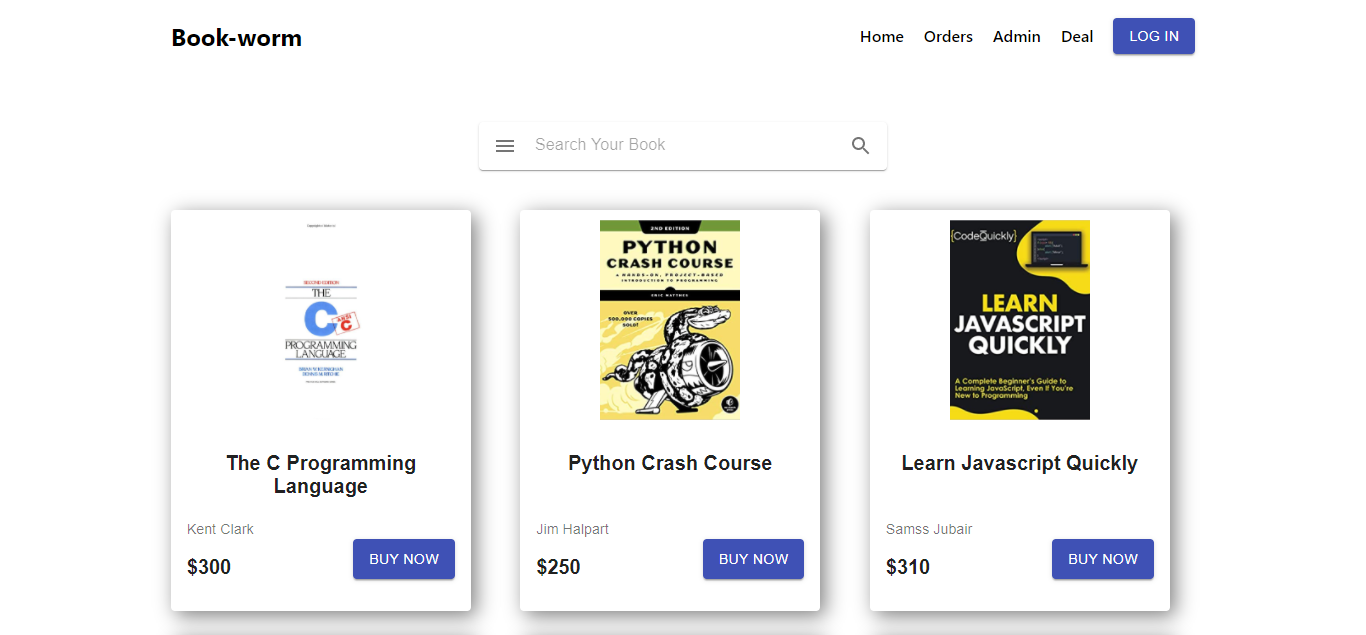 Book-worm
Home Orders Admin Deal LOG IN
Search Your Book
SECOND EDITION
THE
C
ANSI
C
PROGRAMMING
LANGUAGE
BRIAN W. KERNIGHAN
DENNIS M. RITCHIE
2ND EDITION
PYTHON
CRASH COURSE
A HANDS-ON, PROJECT-BASED
INTRODUCTION TO PROGRAMMING
ERIC MATTHES
OVER
500,000 COPIES
SOLD!
{CodeQuickly}
LEARN
JAVASCRIPT
QUICKLY
A Complete Beginner's Guide to
Learning JavaScript, Even If You're
New to Programming
The C Programming
Language
Kent Clark
$300
BUY NOW
Python Crash Course
Jim Halpart
$250
BUY NOW
Learn Javascript Quickly
Samss Jubair
$310
BUY NOW